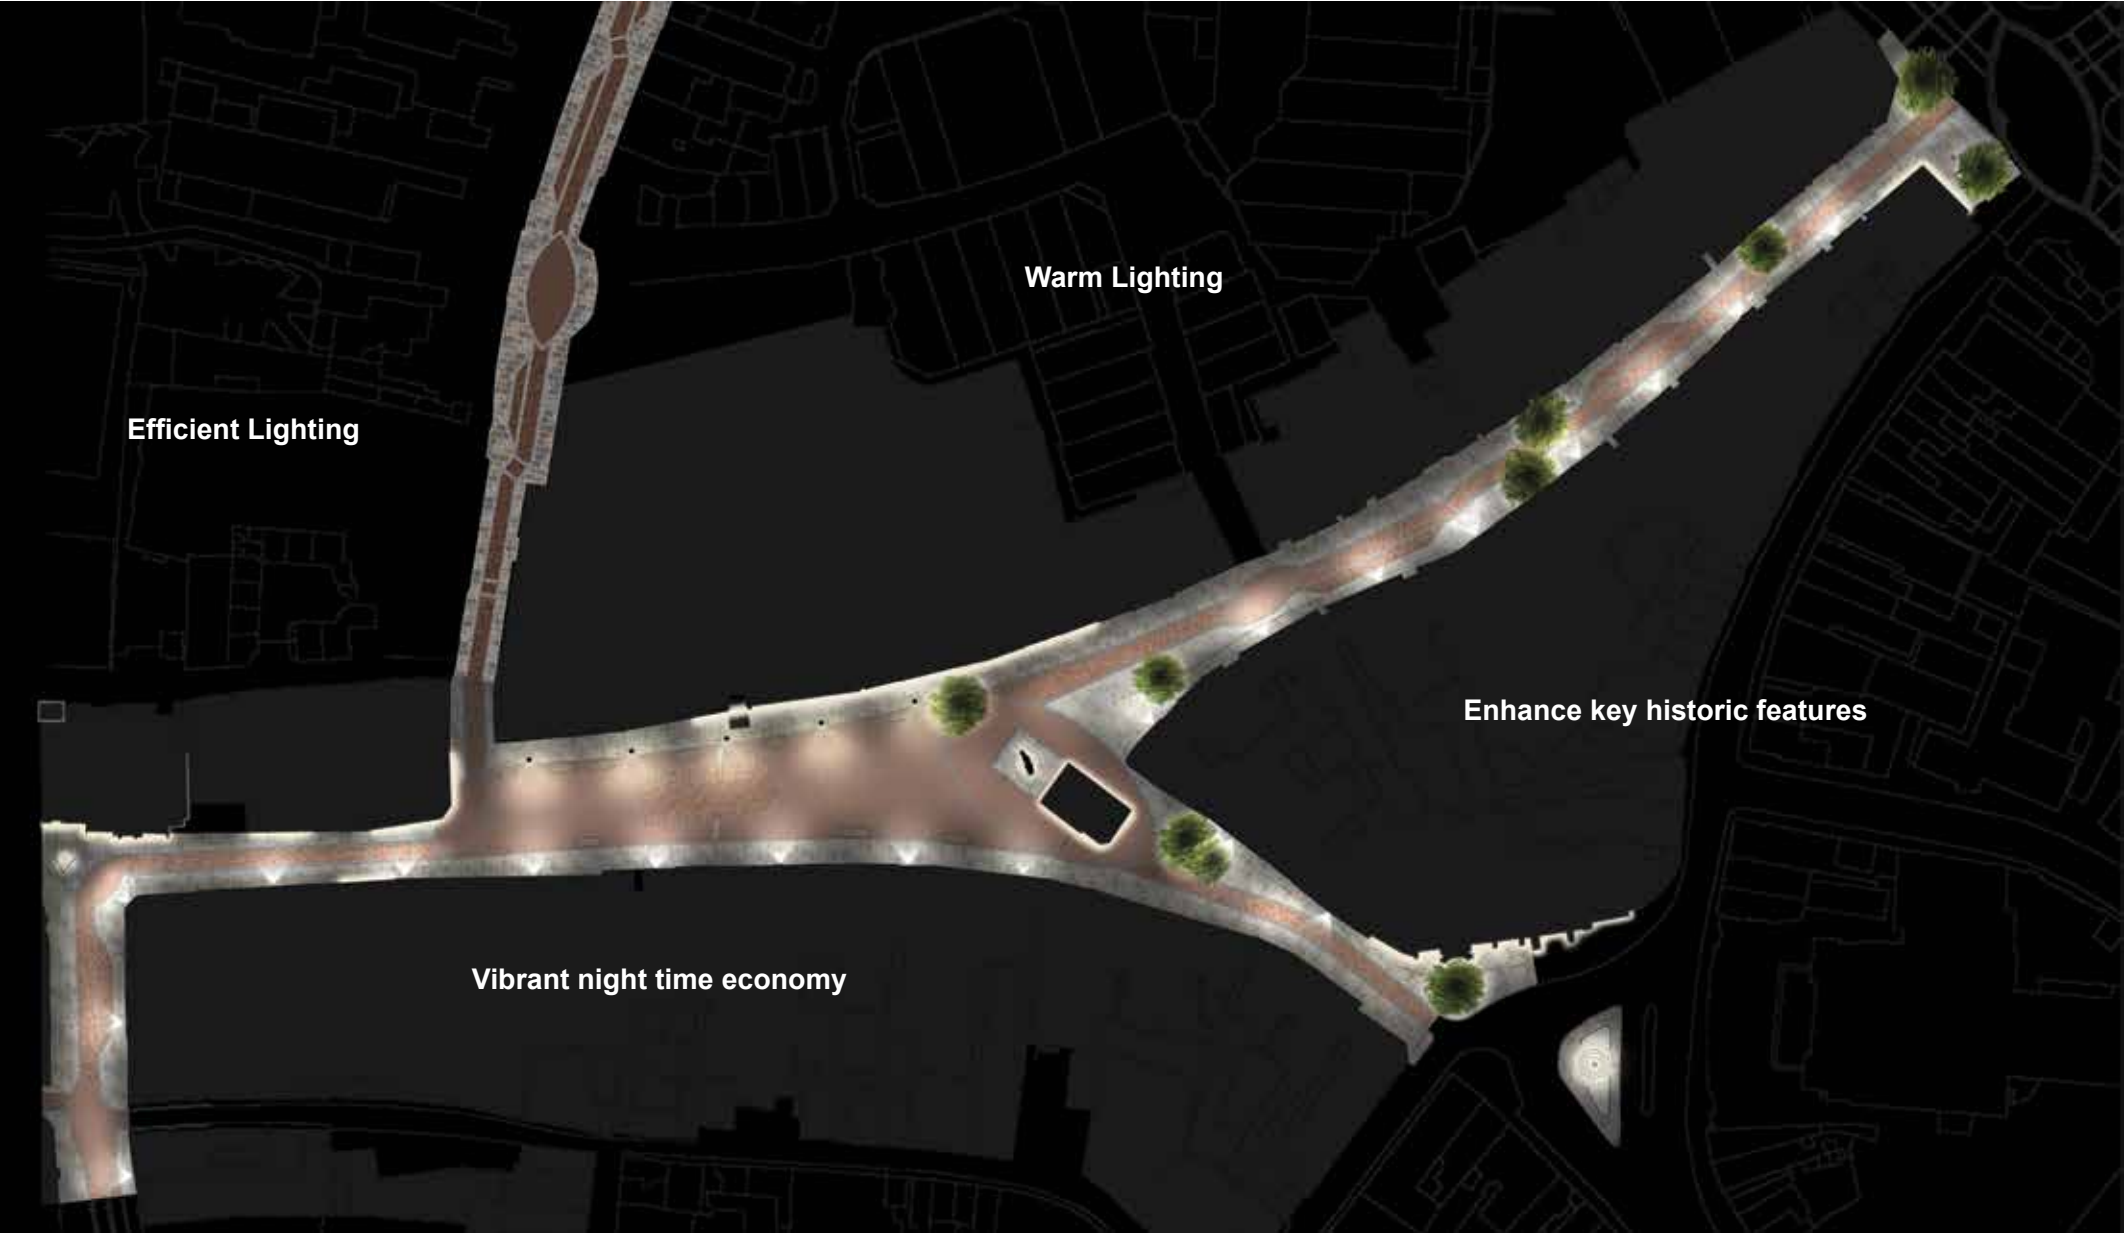 Warm Lighting
Efficient Lighting
Enhance key historic features
Vibrant night time economy